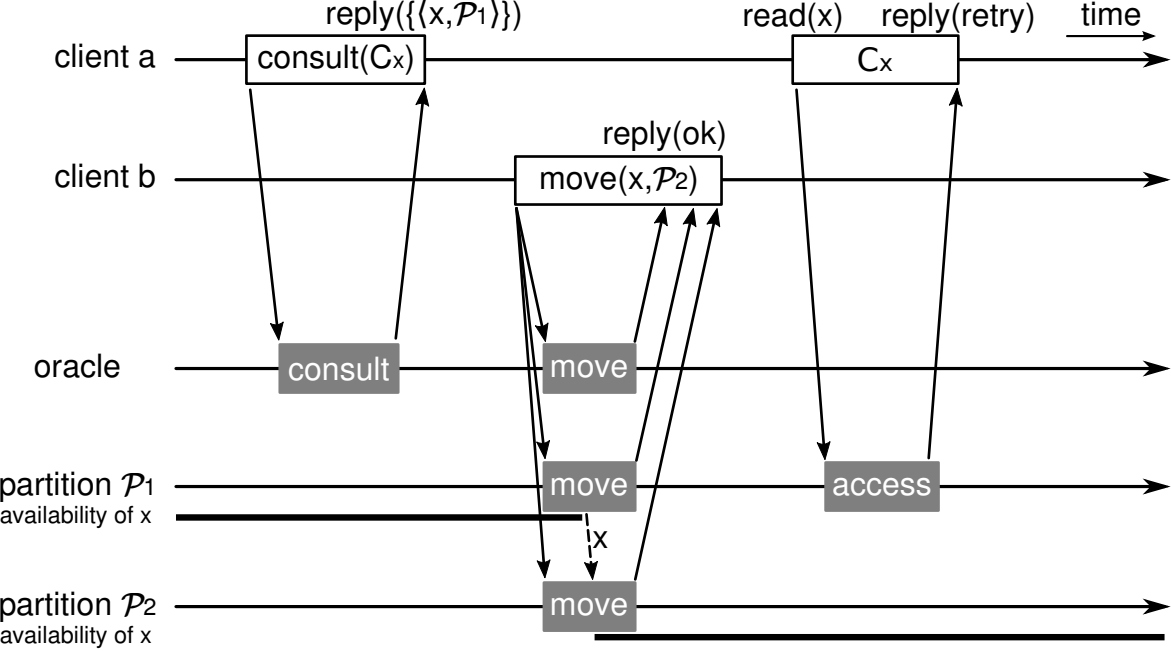 reply({⟨x,𝒫1⟩})
read(x)
reply(retry)
time
client a
consult(Cx)
Cx
reply(ok)
client b
move(x,𝒫2)
oracle
consult
move
partition 𝒫1
move
access
availability of x
x
partition 𝒫2
move
availability of x